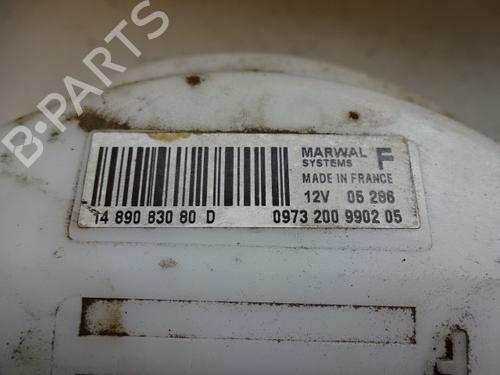 B-PARTS
MARWAL F
SYSTEMS
MADE IN FRANCE
12V 05 286
14 890 830 80 D 0973 200 9902 05